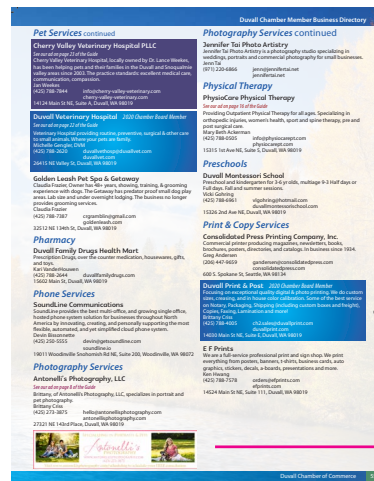 Duvall Chamber Member Business Directory
Pet Services continued
Cherry Valley Veterinary Hospital PLLC
See our ad on page 23 of the Guide
Cherry Valley Veterinary Hospital, locally owned by Dr. Lance Weekes,
has been helping pets and their families in the Duvall and Snoqualmie
valley areas since 2003. The practice standards: excellent medical care,
communication, compassion.
Jan Weekes
(425) 788-7844 info@cherry-valleyveterinary.com
cherry-valleyveterinary.com
14124 Main St NE, Suite A, Duvall, WA 98019
Duvall Veterinary Hospital 2020 Chamber Board Member
See our ad on page 22 of the Guide
Veterinary Hospital providing routine, preventive, surgical & other care
to small animals. Where your pets are family.
Michelle Gengler, DVM
(425) 788-2620
duvallvet.com
26415 NE Valley St, Duvall, WA 98019
Golden Leash Pet Spa & Getaway
Claudia Frazier, Owner has 40+ years, showing, training, & grooming
experience with dogs. The Getaway has predator proof small dog play
areas. Lab size and under overnight lodging. The business no longer
provides grooming services.
Claudia Frazier
(425) 788-7387 crgramblin@gmail.com
goldenleash.com
32512 NE 134th St, Duvall, WA 98019
Pharmacy
Duvall Family Drugs Health Mart
Prescription Drugs, over the counter medication, housewares, gifts,
and toys.
Kari VanderHouwen
(425) 788-2644 duvallfamilydrugs.com
15602 Main St, Duvall, WA 98019
Phone Services
SoundLine Communications
SoundLine provides the best multi-office, and growing single office,
hosted phone system solution for businesses throughout North
America by innovating, creating, and personally supporting the most
flexible, automated, and yet simplified cloud phone system.
Devin Bissonnette
(425) 250-5555 devin@getsoundline.com
soundline.io
19011 Woodinville Snohomish Rd NE, Suite 200, Woodinville, WA 98072
Photography Services
Antonelli's Photography, LLC
See our ad on page 8 of the Guide
Brittany, of Antonelli's Photography, LLC, specializes in portrait and
pet photography.
Brittany Criss
(425) 273-3875 hello@antonellisphotography.com
antonellisphotography.com
27321 NE 143rd Place, Duvall, WA 98019
Antonelli's
Photography Services continued
Jennifer Tai Photo Artistry
Jennifer Tai Photo Artistry is a photography studio specializing in
weddings, portraits and commercial photography for small businesses.
Jenn Tai
(971) 220-6866 jenn@jennifertai.net
jennifertai.net
Physical Therapy
PhysioCare Physical Therapy
See our ad on page 18 of the Guide
Providing Outpatient Physical Therapy for all ages. Specializing in
orthopedic injuries, women's health, sport and spine therapy, pre and
post surgical care.
Mary Beth Ackerman
(425) 788-0505 info@physiocarept.com
physiocarept.com
15315 1st Ave NE, Suite S, Duvall, WA 98019
Preschools
Duvall Montessori School
Preschool and kindergarten for 3-6 yr olds, multiage 9-3 Half days or
Full days. Fall and summer sessions.
Vicki Gohring
(425) 788-6861 vlgohring@hotmail.com
duvallmontessorischool.com
15326 2nd Ave NE, Duvall, WA 98019
Print & Copy Services
Consolidated Press Printing Company, Inc.
Commercial printer producing magazines, newsletters, books,
brochures, posters, directories, and catalogs. In business since 1934.
Greg Andersen
(206) 447-9659 gandersen@consolidatedpress.com
consolidatedpress.com
600 S. Spokane St, Seattle, WA 98134
Duvall Print & Post 2020 Chamber Board Member
Focusing on exceptional quality digital & photo printing. We do custom
sizes, creasing, and in house color calibration. Some of the best service
on Notary, Packaging, Shipping (including custom boxes and freight),
Copies, Faxing, Lamination and more!
Brittany Criss
(425) 788-4005 ch2.sales@duvallprints.com
duvallprints.com
14030 Main St NE, Suite E, Duvall, WA 98019
E F Prints
We are a full-service professional print and sign shop. We print
everything from posters, banners, t-shirts, business cards, auto
graphics, stickers, decals, a-boards, presentations and more.
Ken Hwang
(425) 788-7578 orders@efprints.com
efprints.com
14524 Main St NE, Suite 111, Duvall, WA 98019
Duvall Chamber of Commerce